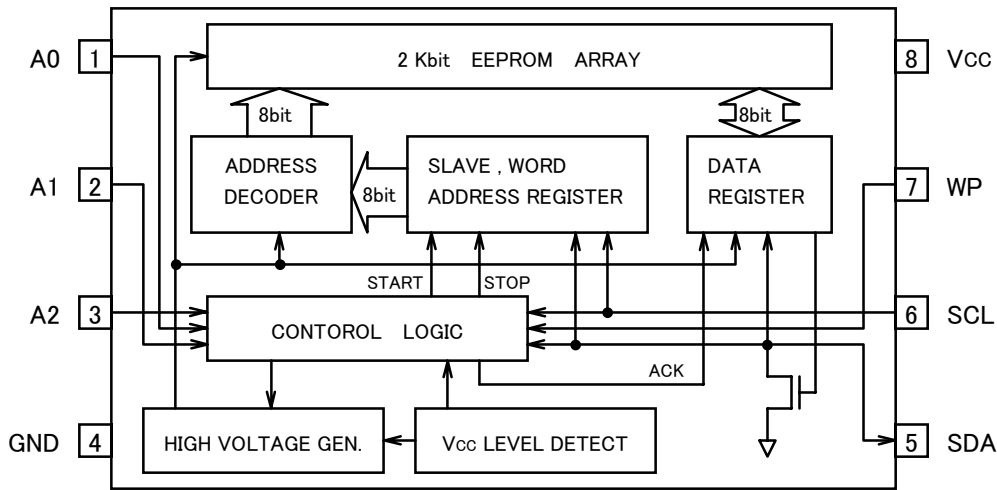 A0 1
2 Kbit EEPROM ARRAY
8 Vcc
8bit
8bit
A1 2
ADDRESS
DECODER
8bit
SLAVE , WORD
ADDRESS REGISTER
DATA
REGISTER
7 WP
START
STOP
A2 3
CONTOROL LOGIC
6 SCL
ACK
GND 4
HIGH VOLTAGE GEN.
Vcc LEVEL DETECT
5 SDA